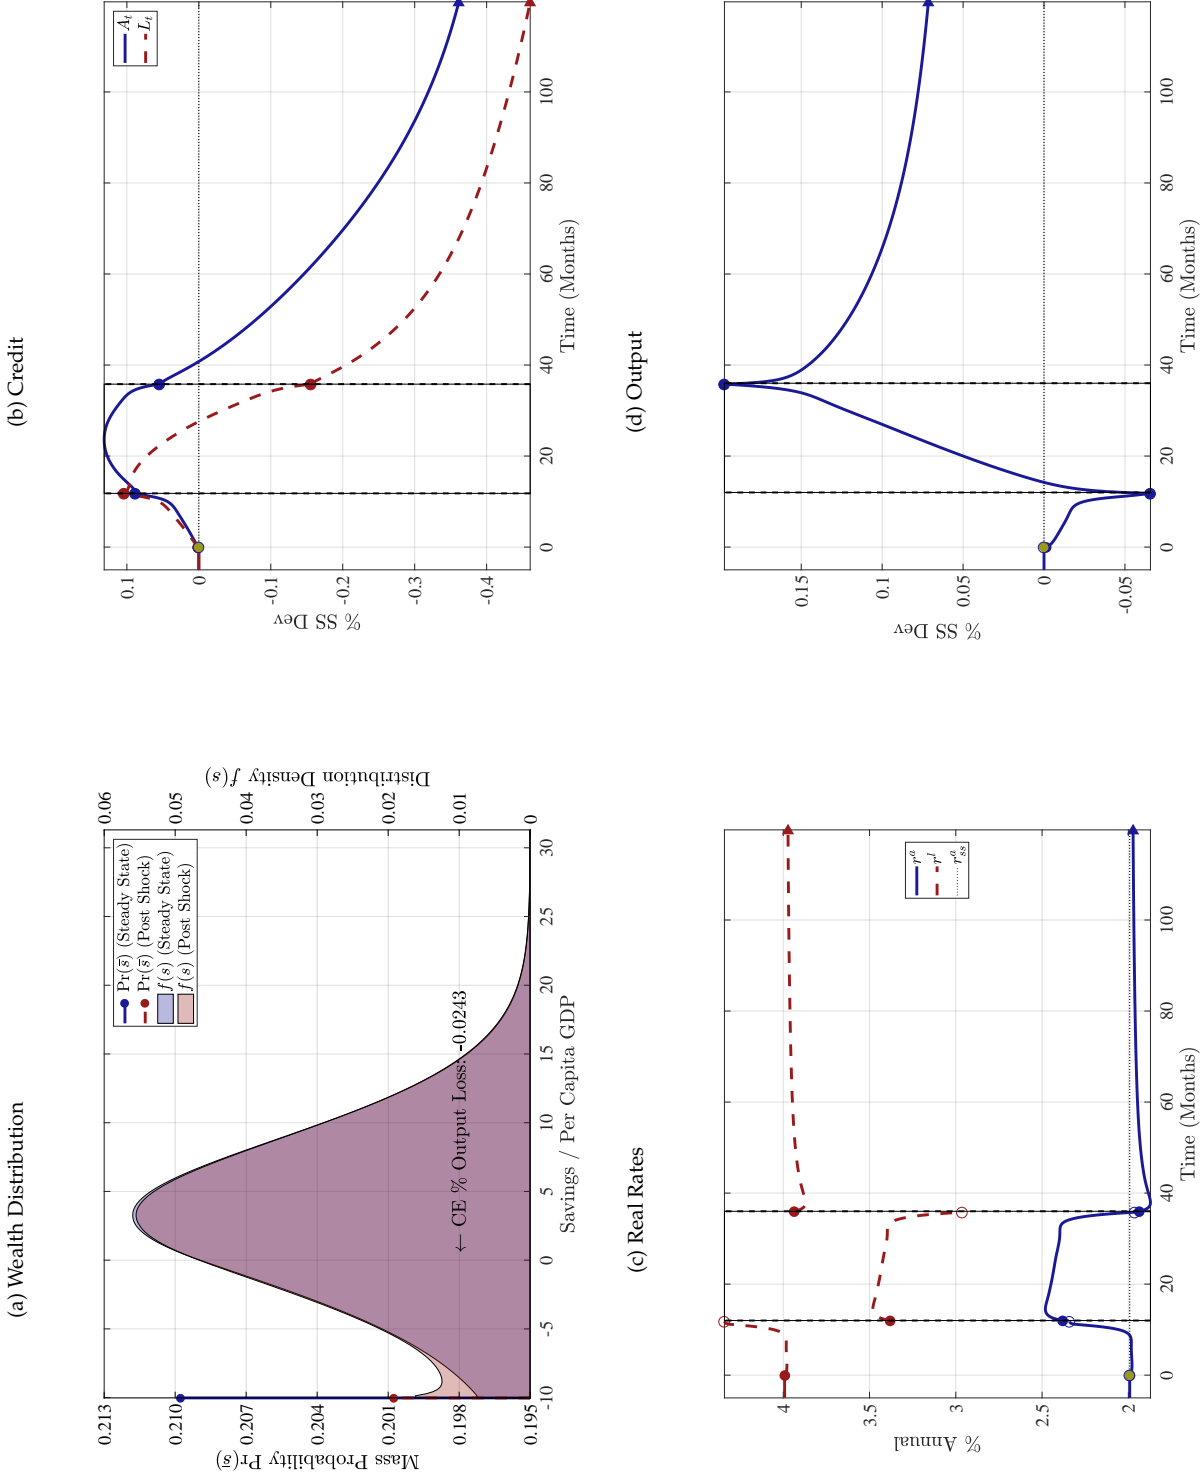 (a) Wealth Distribution
Mass Probability Pr(s̄)
0.213
0.210
0.207
0.204
0.201
0.198
0.195
Distribution Density f(s)
0.06
0.05
0.04
0.03
0.02
0.01
0
Pr(s̄) (Steady State)
Pr(s̄) (Post Shock)
f(s) (Steady State)
f(s) (Post Shock)
← CE % Output Loss: -0.0243
-10 -5 0 5 10 15 20 25 30
Savings / Per Capita GDP
(b) Credit
% SS Dev
0.1
0
-0.1
-0.2
-0.3
-0.4
A_t
L_t
0 20 40 60 80 100
Time (Months)
(c) Real Rates
% Annual
4
3.5
3
2.5
2
r^a
r^l
r^a_ss
0 20 40 60 80 100
Time (Months)
(d) Output
% SS Dev
0.15
0.1
0.05
0
-0.05
0 20 40 60 80 100
Time (Months)